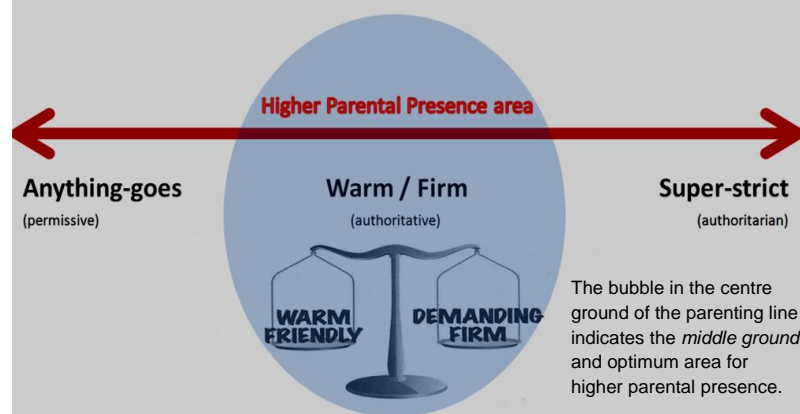 Higher Parental Presence area
Anything-goes
(permissive)
Warm / Firm
(authoritative)
Super-strict
(authoritarian)
WARM
FRIENDLY
DEMANDING
FIRM
The bubble in the centre
ground of the parenting line
indicates the middle ground
and optimum area for
higher parental presence.